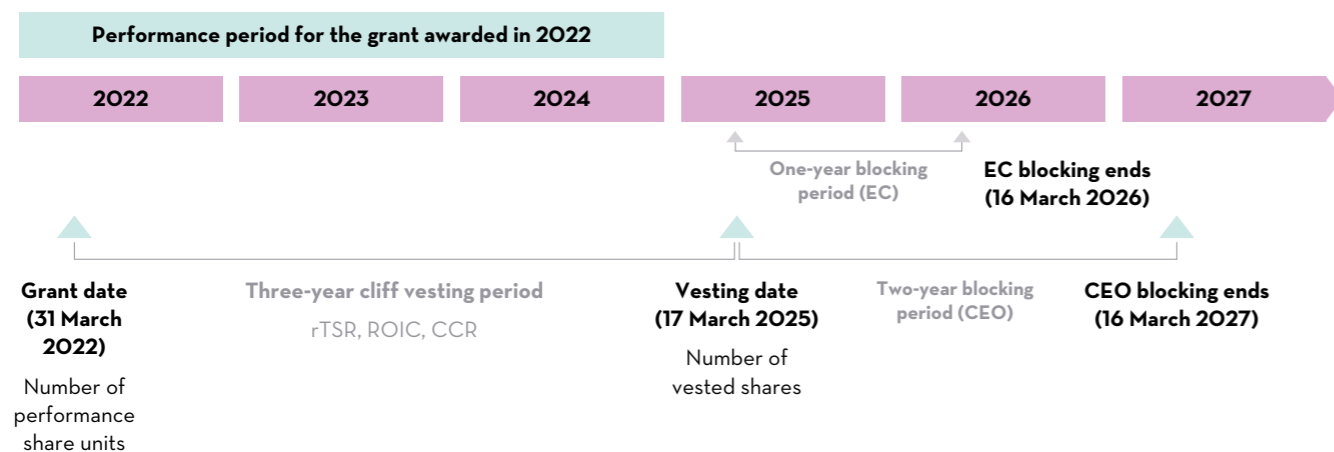 Performance period for the grant awarded in 2022
2022
2023
2024
2025
2026
2027
One-year blocking
period (EC)
EC blocking ends
(16 March 2026)
Grant date
(31 March
2022)
Number of
performance
share units
Three-year cliff vesting period
rTSR, ROIC, CCR
Vesting date
(17 March 2025)
Number of
vested shares
Two-year blocking
period (CEO)
CEO blocking ends
(16 March 2027)